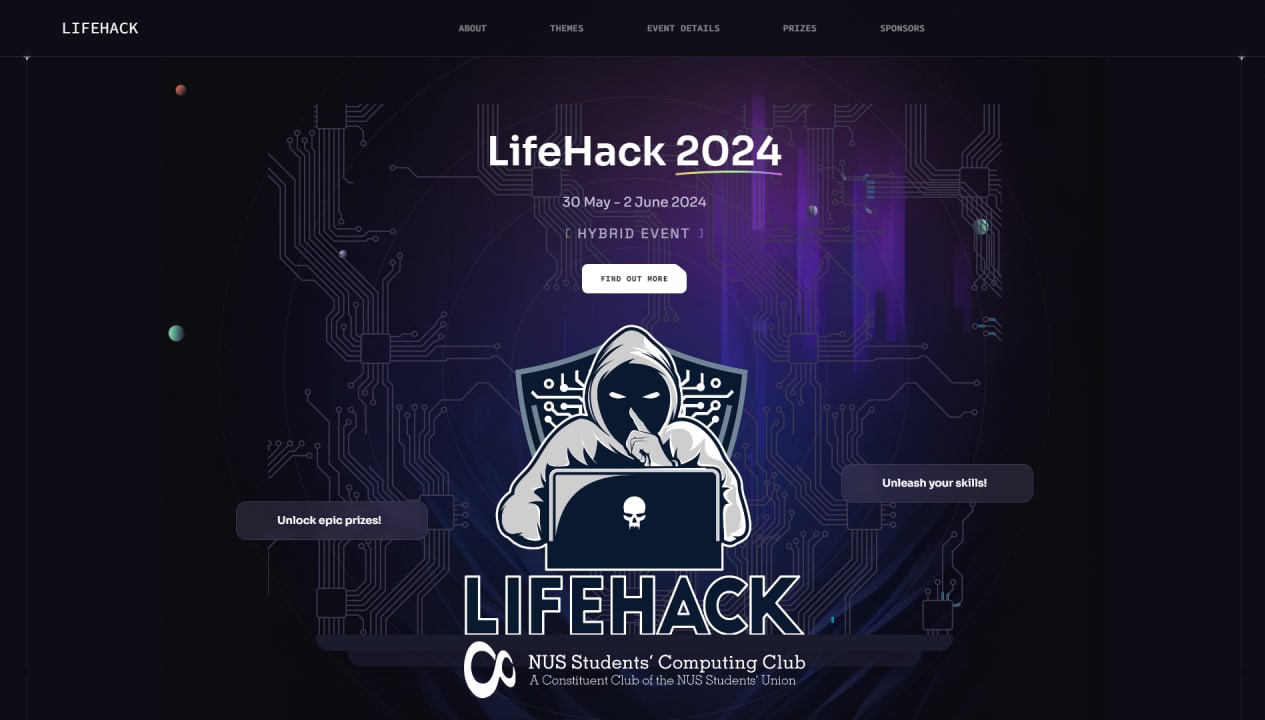 LIFEHACK
ABOUT
THEMES
EVENT DETAILS
PRIZES
SPONSORS
LifeHack 2024
30 May - 2 June 2024
[ HYBRID EVENT ]
FIND OUT MORE
Unleash your skills!
Unlock epic prizes!
LIFEHACK
NUS Students' Computing Club
A Constituent Club of the NUS Students' Union